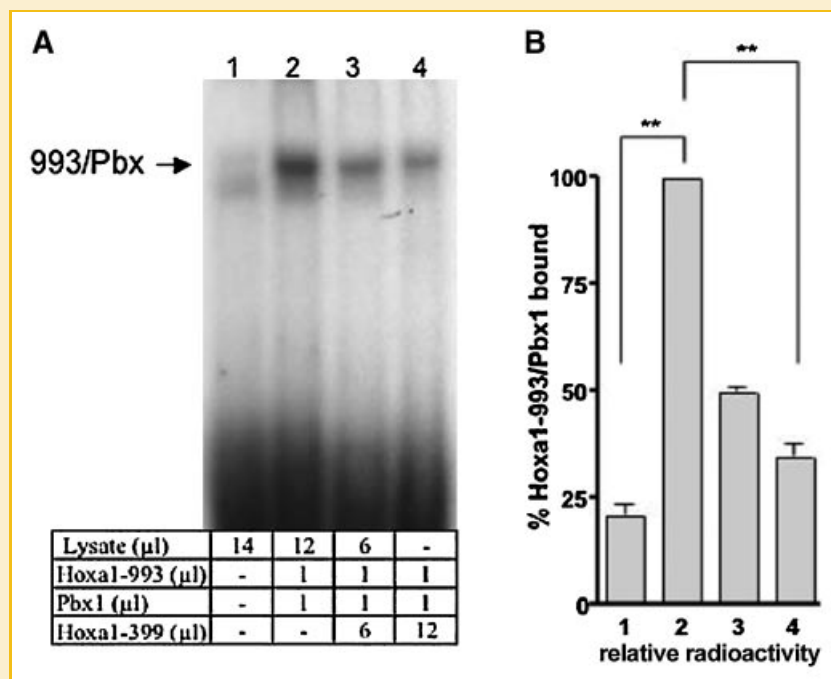 A
1 2 3 4
993/Pbx
Lysate (µl) 14 12 6 -
Hoxa1-993 (µl) - 1 1 1
Pbx1 (µl) - 1 1 1
Hoxa1-399 (µl) - - 6 12
B
**
**
100
75
50
25
0
% Hoxa1-993/Pbx1 bound
1 2 3 4
relative radioactivity